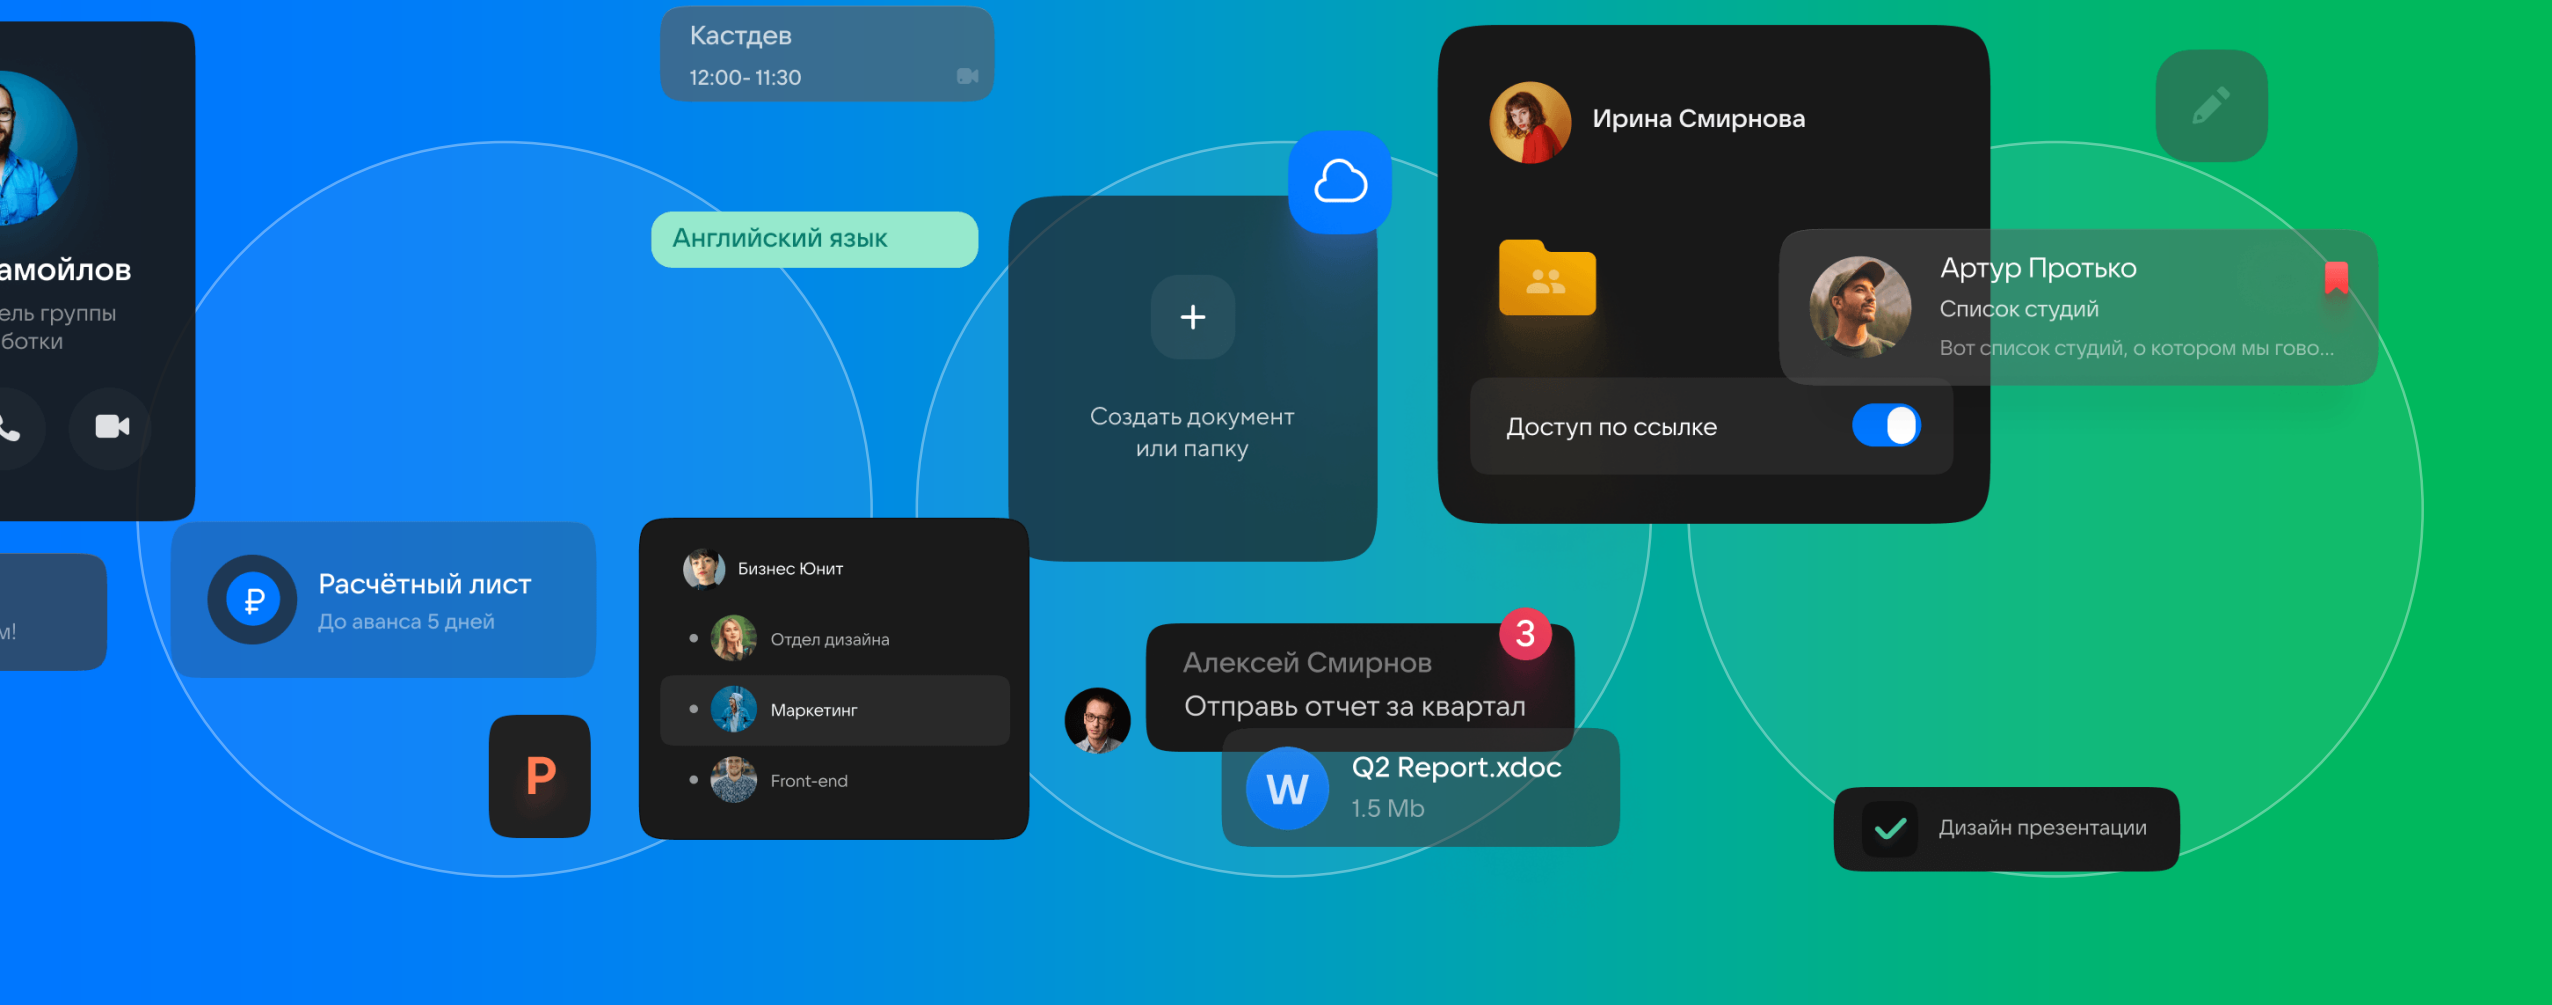 амойлов
ель группы
ботки
м!
Расчётный лист
До аванса 5 дней
P
Кастдев
12:00- 11:30
Английский язык
Бизнес Юнит
Отдел дизайна
Маркетинг
Front-end
Создать документ
или папку
Алексей Смирнов
3
Отправь отчет за квартал
W
Q2 Report.xdoc
1.5 Mb
Ирина Смирнова
Доступ по ссылке
Артур Протько
Список студий
Вот список студий, о котором мы гово...
Дизайн презентации